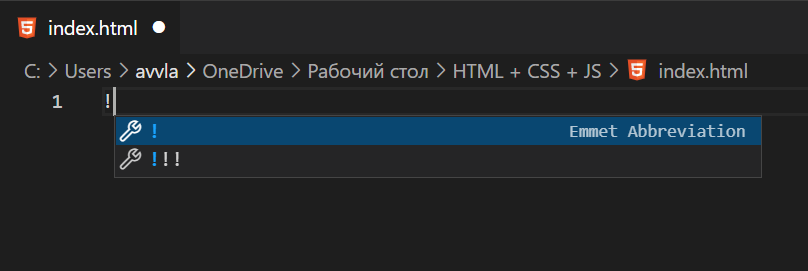 index.html
C: > Users > avvla > OneDrive > Рабочий стол > HTML + CSS + JS > index.html
1 !
! Emmet Abbreviation
!!!